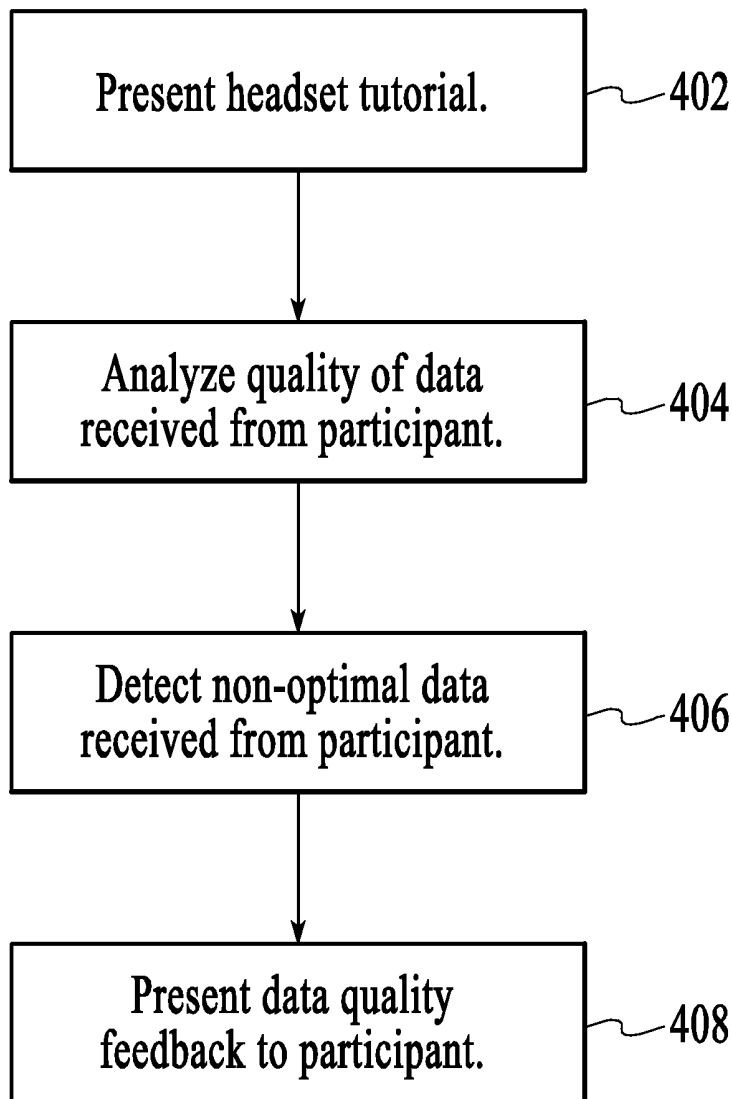 Present headset tutorial.
402
Analyze quality of data
received from participant.
404
Detect non-optimal data
received from participant.
406
Present data quality
feedback to participant.
408